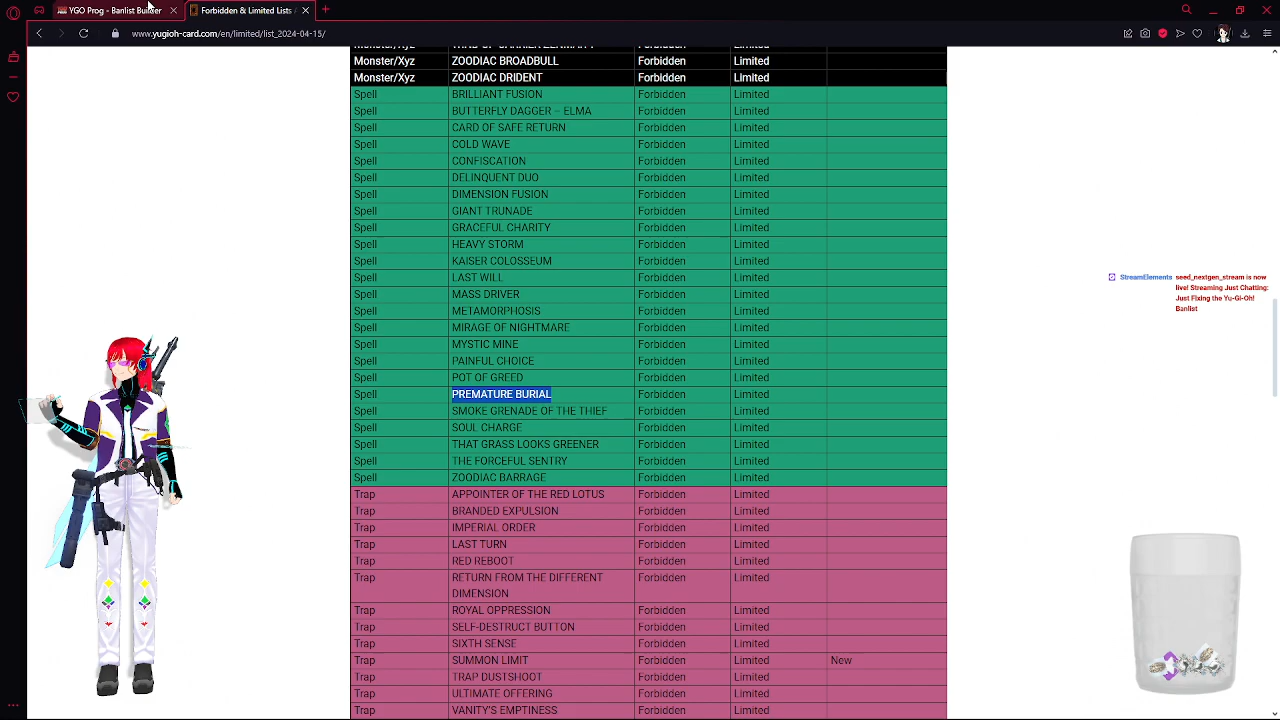 YGO Prog - Banlist Builder
Forbidden & Limited Lists /
www.yugioh-card.com/en/limited/list_2024-04-15/
Monster/Xyz ZOODIAC BROADBULL Forbidden Limited
Monster/Xyz ZOODIAC DRIDENT Forbidden Limited
Spell BRILLIANT FUSION Forbidden Limited
Spell BUTTERFLY DAGGER – ELMA Forbidden Limited
Spell CARD OF SAFE RETURN Forbidden Limited
Spell COLD WAVE Forbidden Limited
Spell CONFISCATION Forbidden Limited
Spell DELINQUENT DUO Forbidden Limited
Spell DIMENSION FUSION Forbidden Limited
Spell GIANT TRUNADE Forbidden Limited
Spell GRACEFUL CHARITY Forbidden Limited
Spell HEAVY STORM Forbidden Limited
Spell KAISER COLOSSEUM Forbidden Limited
Spell LAST WILL Forbidden Limited
Spell MASS DRIVER Forbidden Limited
Spell METAMORPHOSIS Forbidden Limited
Spell MIRAGE OF NIGHTMARE Forbidden Limited
Spell MYSTIC MINE Forbidden Limited
Spell PAINFUL CHOICE Forbidden Limited
Spell POT OF GREED Forbidden Limited
Spell PREMATURE BURIAL Forbidden Limited
Spell SMOKE GRENADE OF THE THIEF Forbidden Limited
Spell SOUL CHARGE Forbidden Limited
Spell THAT GRASS LOOKS GREENER Forbidden Limited
Spell THE FORCEFUL SENTRY Forbidden Limited
Spell ZOODIAC BARRAGE Forbidden Limited
Trap APPOINTER OF THE RED LOTUS Forbidden Limited
Trap BRANDED EXPULSION Forbidden Limited
Trap IMPERIAL ORDER Forbidden Limited
Trap LAST TURN Forbidden Limited
Trap RED REBOOT Forbidden Limited
Trap RETURN FROM THE DIFFERENT Forbidden Limited
DIMENSION
Trap ROYAL OPPRESSION Forbidden Limited
Trap SELF-DESTRUCT BUTTON Forbidden Limited
Trap SIXTH SENSE Forbidden Limited
Trap SUMMON LIMIT Forbidden Limited New
Trap TRAP DUSTSHOOT Forbidden Limited
Trap ULTIMATE OFFERING Forbidden Limited
Trap VANITY'S EMPTINESS Forbidden Limited
StreamElements seed_nextgen_stream is now
live! Streaming Just Chatting:
Just Fixing the Yu-Gi-Oh!
Banlist